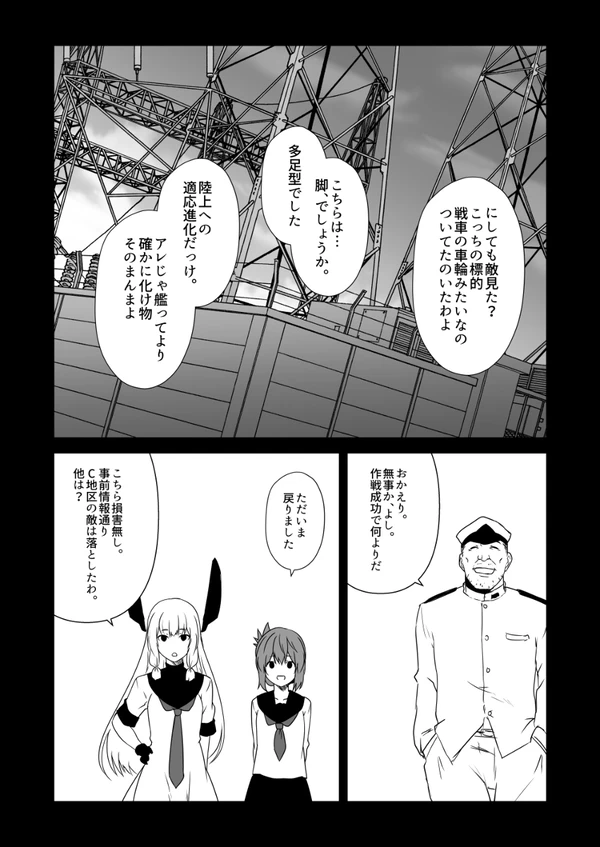 にしても敵見た？
こっちの標的
戦車の車輪みたいなの
ついてたのいたわよ
こちらは…
脚、でしょうか。
多足型でした
陸上への
適応進化だっけ。
アレじゃ艦ってより
確かに化け物
そのまんまよ
おかえり。
無事か、よし。
作戦成功で何よりだ
ただいま
戻りました
こちら損害無し。
事前情報通り
C地区の敵は落としたわ。
他は？